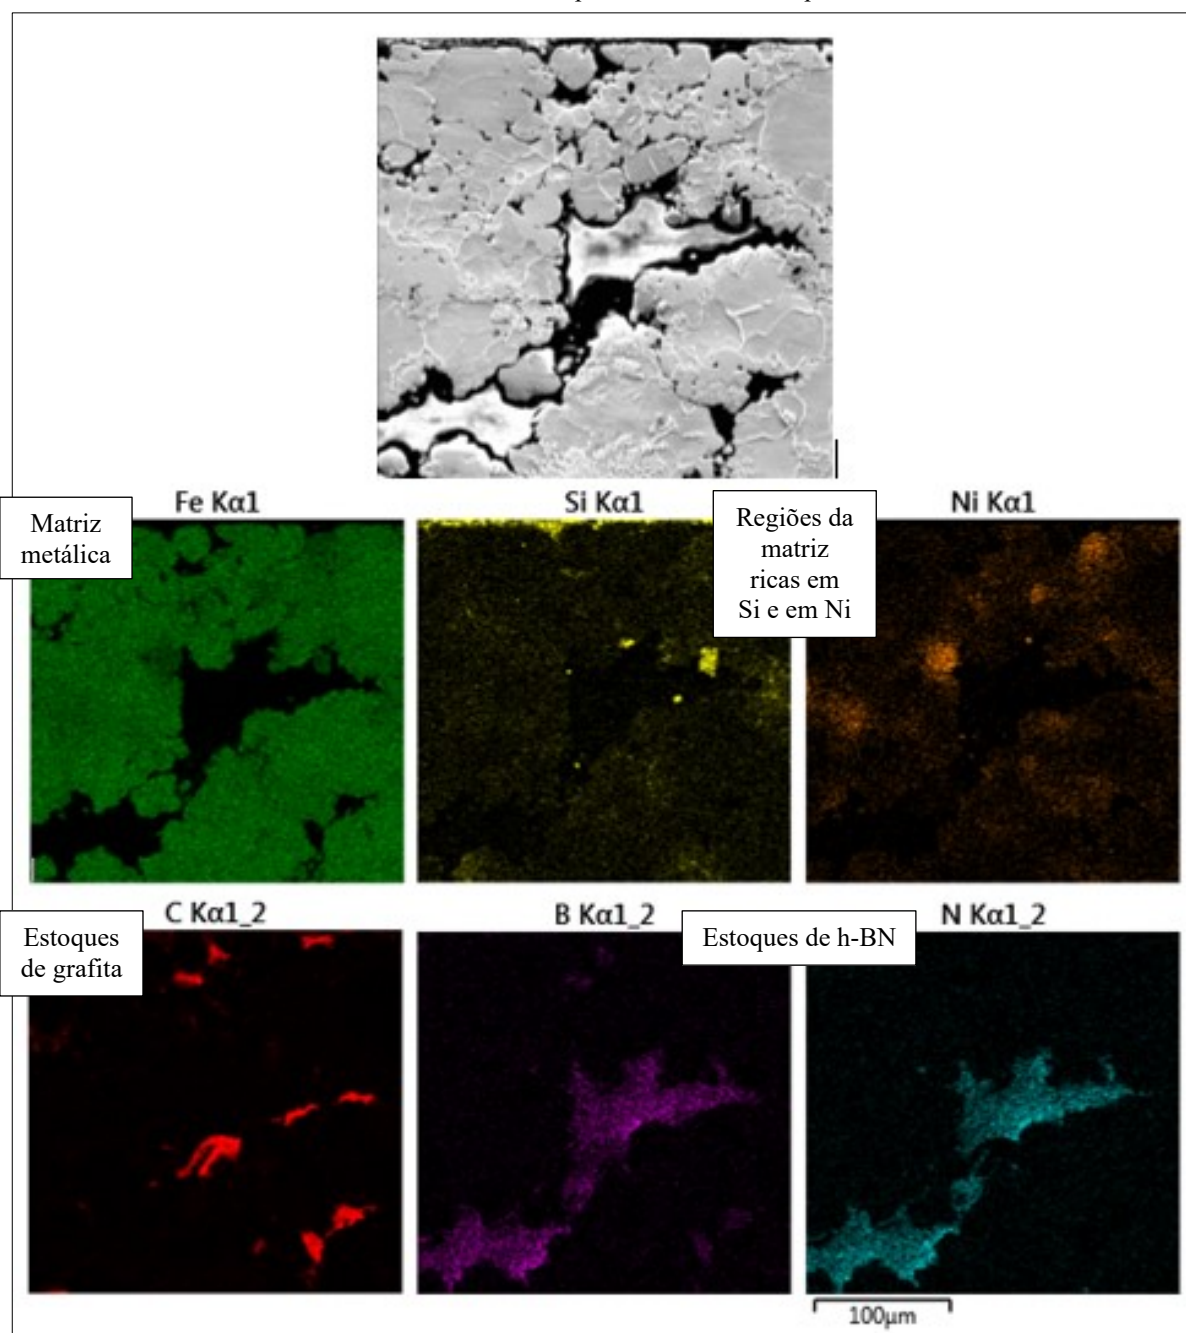 Fe Kα1
Si Kα1
Ni Kα1
Matriz
metálica
Regiões da
matriz
ricas em
Si e em Ni
C Kα1_2
B Kα1_2
N Kα1_2
Estoques
de grafita
Estoques de h-BN
100µm